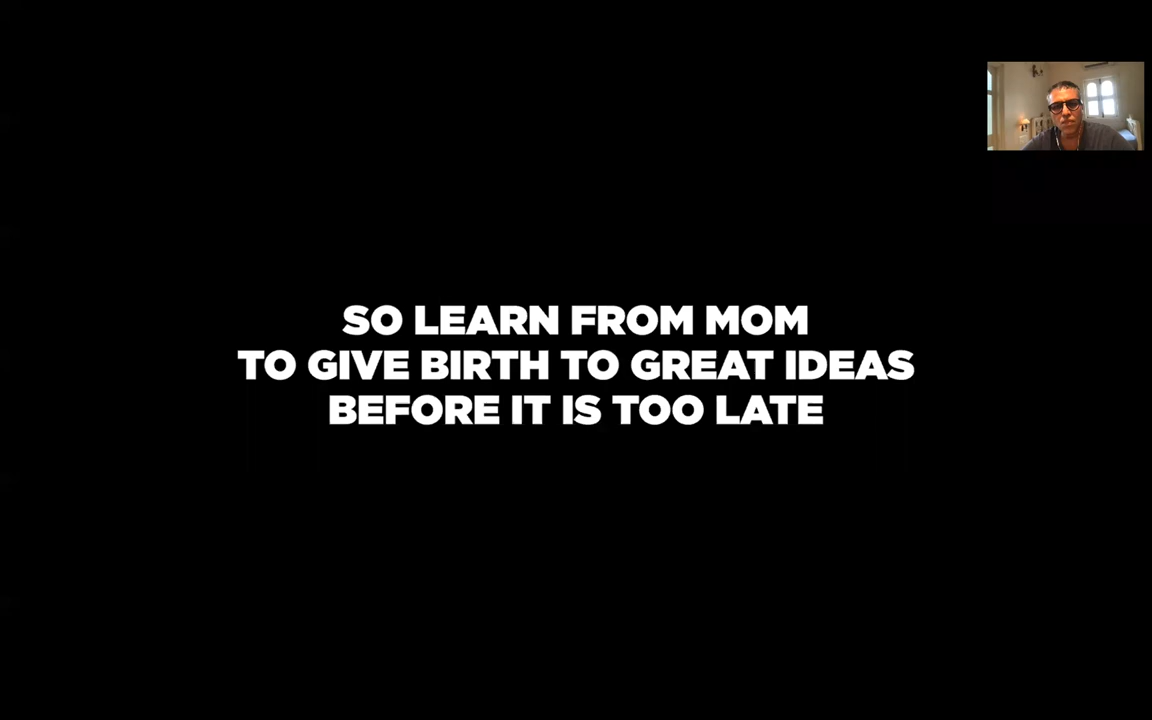 SO LEARN FROM MOM
TO GIVE BIRTH TO GREAT IDEAS
BEFORE IT IS TOO LATE